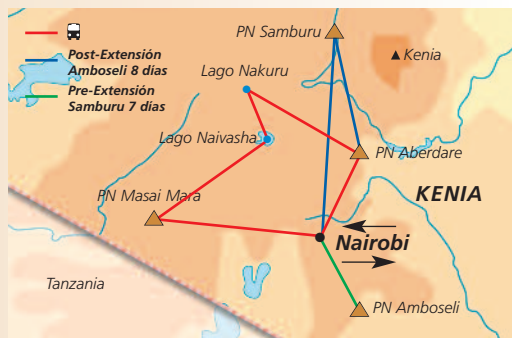 Post-Extensión
Amboseli 8 días
Pre-Extensión
Samburu 7 días
PN Samburu
Kenia
Lago Nakuru
Lago Naivasha
PN Aberdare
PN Masai Mara
KENIA
Nairobi
Tanzania
PN Amboseli